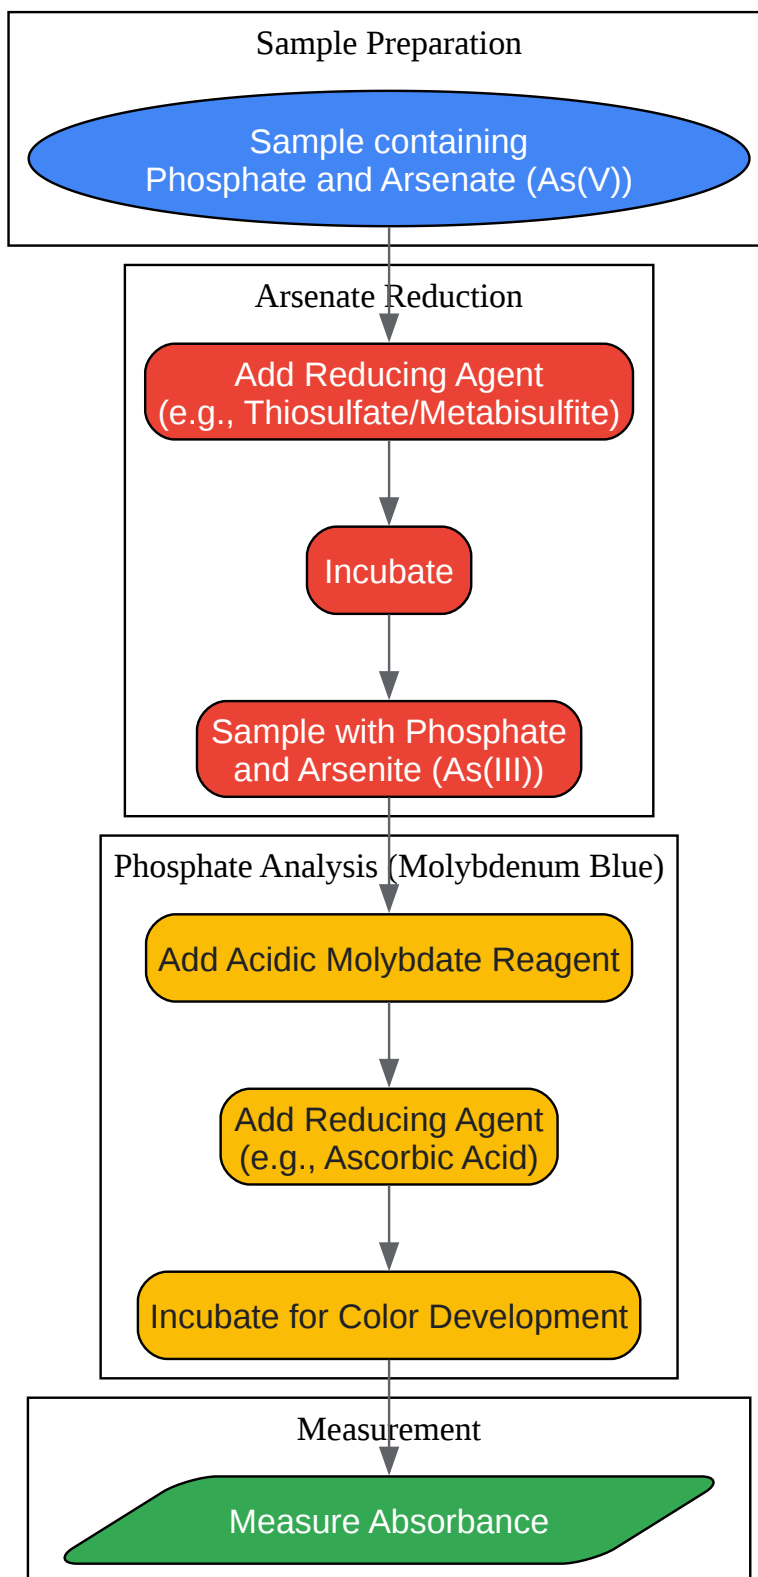 Sample Preparation
Sample containing
Phosphate and Arsenate (As(V))
Arsenate Reduction
Add Reducing Agent
(e.g., Thiosulfate/Metabisulfite)
Incubate
Sample with Phosphate
and Arsenite (As(III))
Phosphate Analysis (Molybdenum Blue)
Add Acidic Molybdate Reagent
Add Reducing Agent
(e.g., Ascorbic Acid)
Incubate for Color Development
Measurement
Measure Absorbance